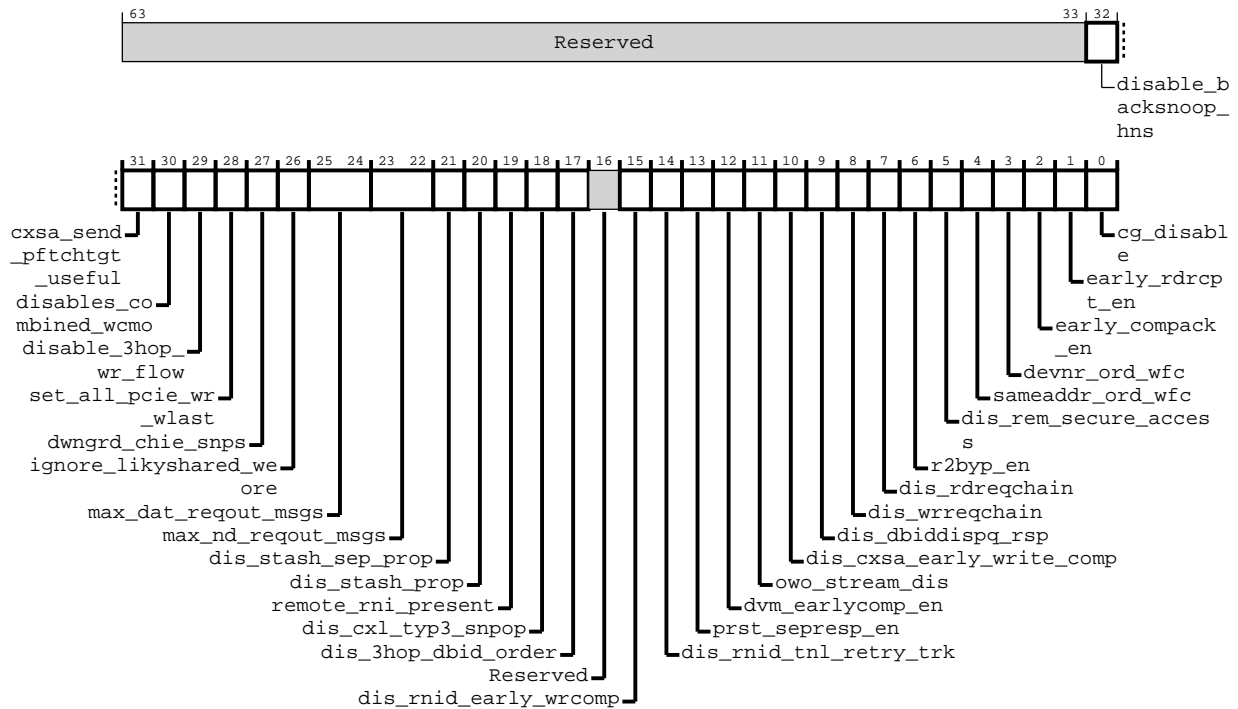 63 33 32
Reserved
disable_b
acksnoop_
hns
31 30 29 28 27 26 25 24 23 22 21 20 19 18 17 16 15 14 13 12 11 10 9 8 7 6 5 4 3 2 1 0
cxsa_send
_pftchtgt
_useful
disables_co
mbined_wcmo
disable_3hop_
wr_flow
set_all_pcie_wr
_wlast
dwngrd_chie_snps
ignore_likyshared_we
ore
max_dat_reqout_msgs
max_nd_reqout_msgs
dis_stash_sep_prop
dis_stash_prop
remote_rni_present
dis_cxl_typ3_snpop
dis_3hop_dbid_order
Reserved
dis_rnid_early_wrcomp
cg_disabl
e
early_rdrcp
t_en
early_compack
_en
devnr_ord_wfc
sameaddr_ord_wfc
dis_rem_secure_acces
s
r2byp_en
dis_rdreqchain
dis_wrreqchain
dis_dbiddispq_rsp
dis_cxsa_early_write_comp
owo_stream_dis
dvm_earlycomp_en
prst_sepresp_en
dis_rnid_tnl_retry_trk